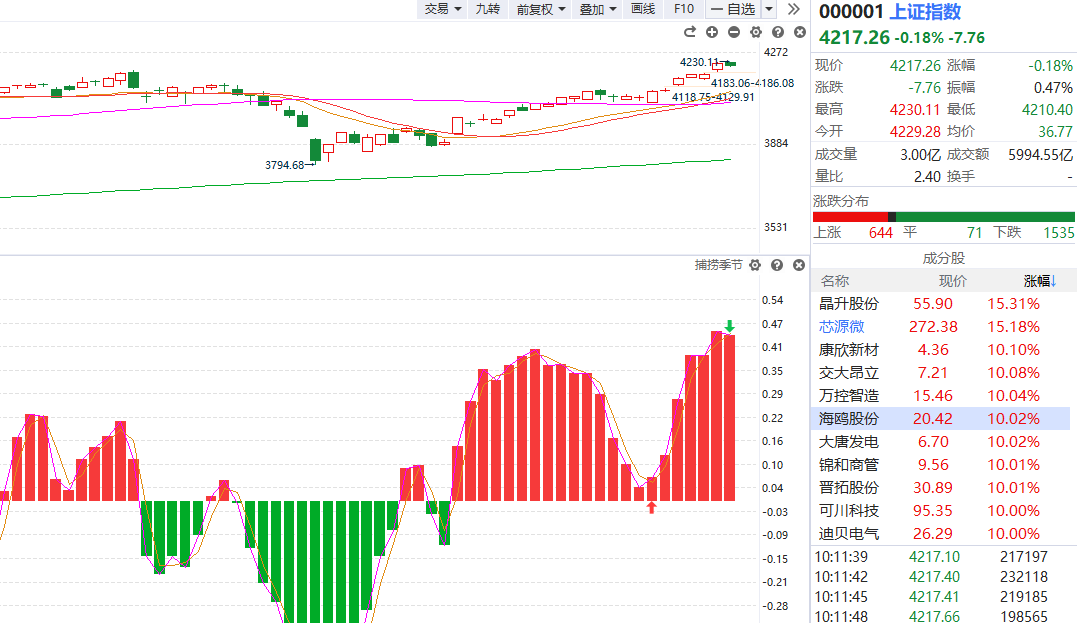 交易 九转 前复权 叠加 画线 F10 一 自选
000001 上证指数
4217.26 -0.18% -7.76
4272
4186.08
3884
3531
4230.11
4183.06
4118.75 4129.91
3794.68
现价 4217.26 涨幅 -0.18%
涨跌 -7.76 振幅 0.47%
最高 4230.11 最低 4210.40
今开 4229.28 均价 36.77
成交量 3.00亿 成交额 5994.55亿
量比 2.40 换手 -
涨跌分布
上涨 644 平 71 下跌 1535
捕捞季节
0.54
0.47
0.41
0.35
0.29
0.22
0.16
0.10
0.04
-0.03
-0.09
-0.15
-0.21
-0.28
成分股
名称 现价 涨幅↓
晶升股份 55.90 15.31%
芯源微 272.38 15.18%
康欣新材 4.36 10.10%
交大昂立 7.21 10.08%
万控智造 15.46 10.04%
海鸥股份 20.42 10.02%
大唐发电 6.70 10.02%
锦和商管 9.56 10.01%
晋拓股份 30.89 10.01%
可川科技 95.35 10.00%
迪贝电气 26.29 10.00%
10:11:39 4217.10 217197
10:11:42 4217.40 232118
10:11:45 4217.41 219185
10:11:48 4217.66 198565